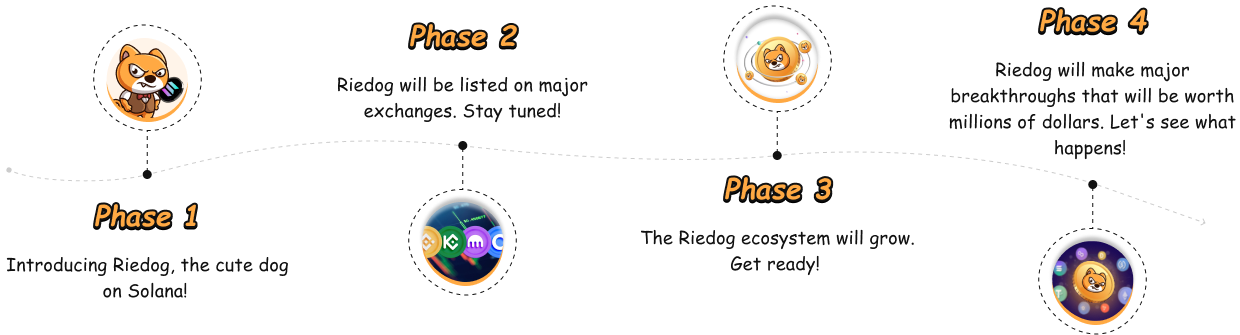 Phase 1
Introducing Riedog, the cute dog
on Solana!
Phase 2
Riedog will be listed on major
exchanges. Stay tuned!
Phase 3
The Riedog ecosystem will grow.
Get ready!
Phase 4
Riedog will make major
breakthroughs that will be worth
millions of dollars. Let's see what
happens!